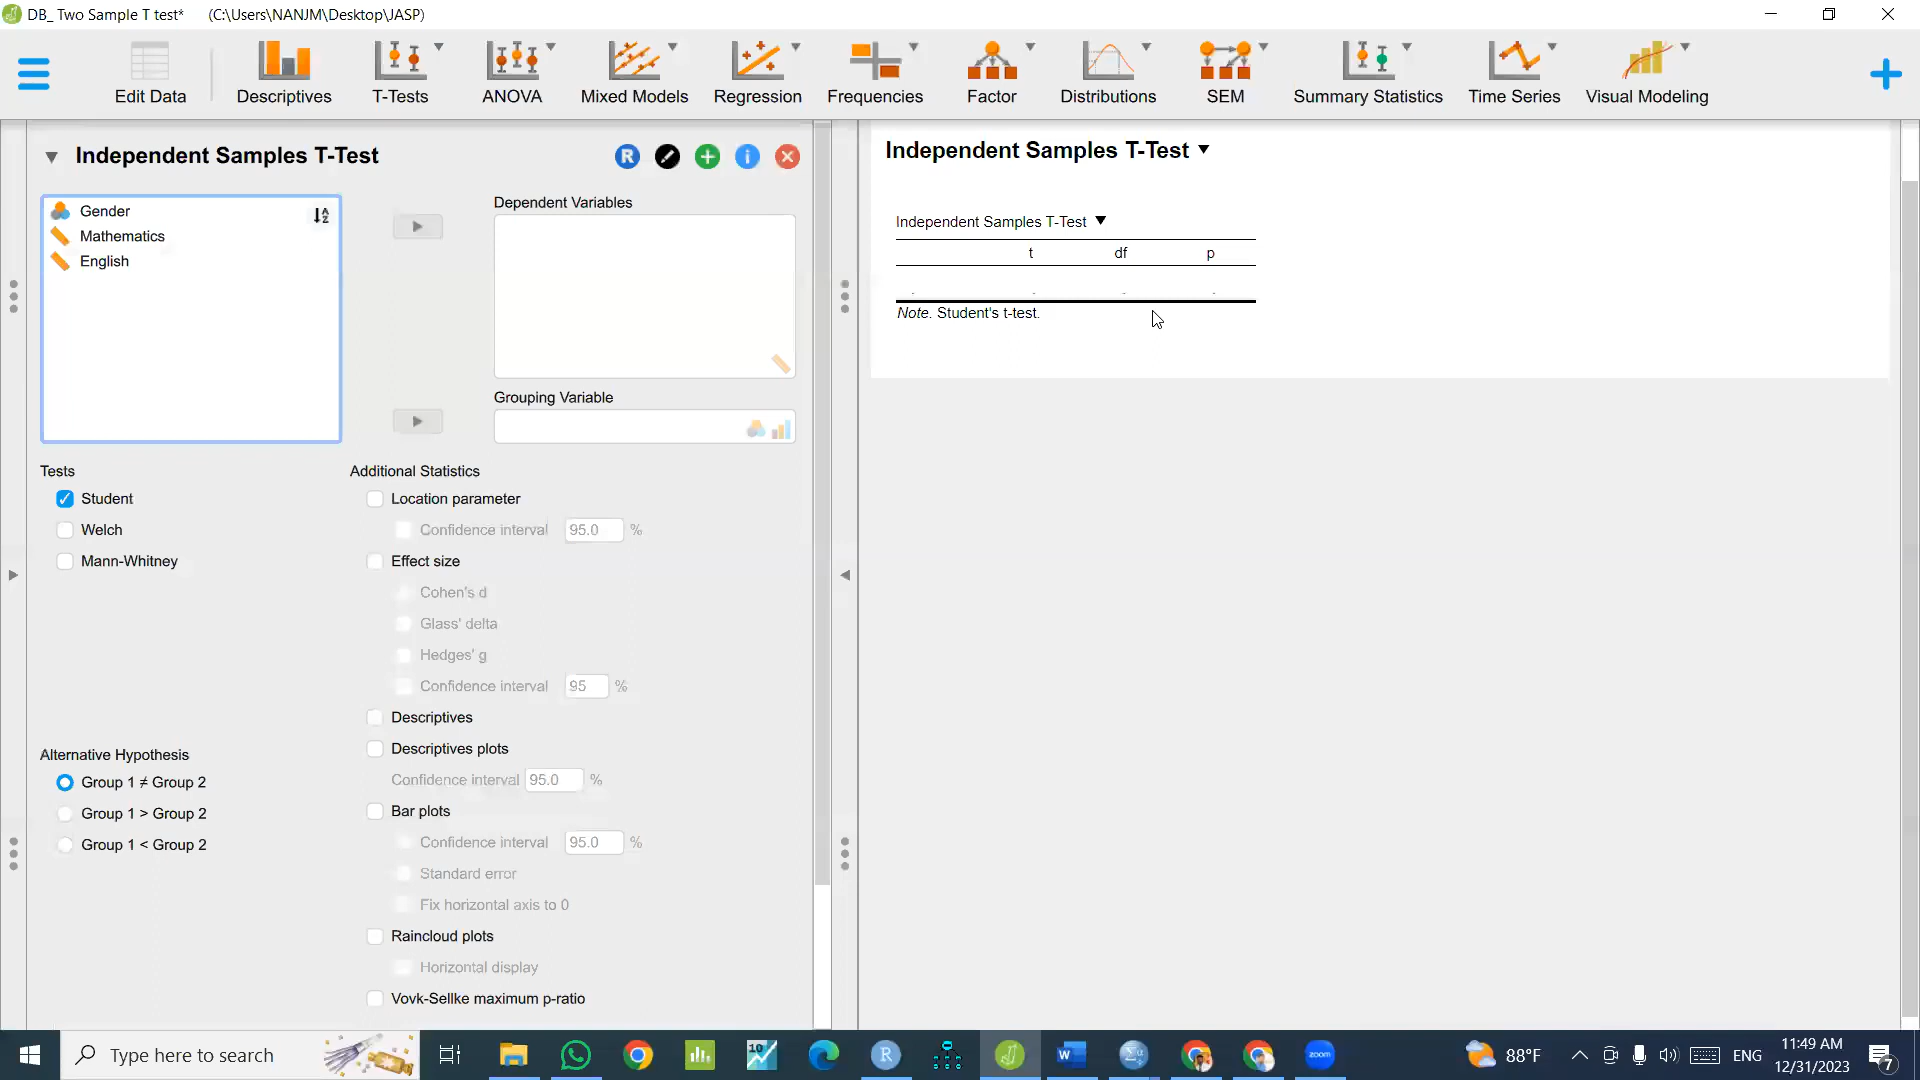 DB_ Two Sample T test* (C:\Users\NANJM\Desktop\JASP)
Edit Data
Descriptives
T-Tests
ANOVA
Mixed Models
Regression
Frequencies
Factor
Distributions
SEM
Summary Statistics
Time Series
Visual Modeling
Independent Samples T-Test
R
i
Gender
Mathematics
English
Dependent Variables
Grouping Variable
Tests
Student
Welch
Mann-Whitney
Alternative Hypothesis
Group 1 ≠ Group 2
Group 1 > Group 2
Group 1 < Group 2
Additional Statistics
Location parameter
Confidence interval 95.0 %
Effect size
Cohen's d
Glass' delta
Hedges' g
Confidence interval 95 %
Descriptives
Descriptives plots
Confidence interval 95.0 %
Bar plots
Confidence interval 95.0 %
Standard error
Fix horizontal axis to 0
Raincloud plots
Horizontal display
Vovk-Sellke maximum p-ratio
Independent Samples T-Test
Independent Samples T-Test
t df p
. . . .
Note. Student's t-test.
Type here to search
10
R
W
Σα
zoom
88°F
ENG
11:49 AM
12/31/2023
7